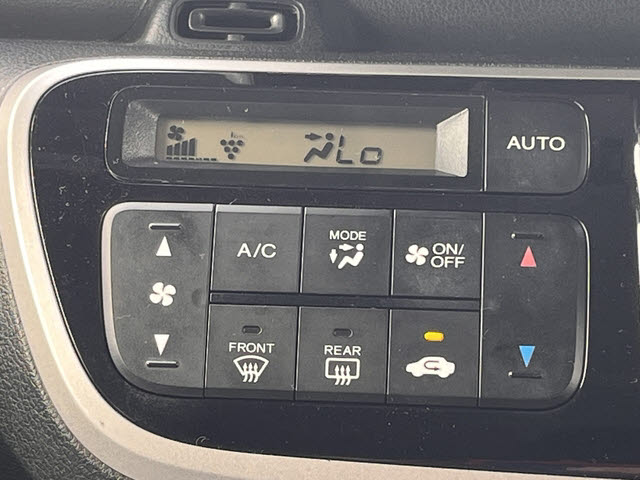 Lo
AUTO
A/C
MODE
ON/
OFF
FRONT
REAR